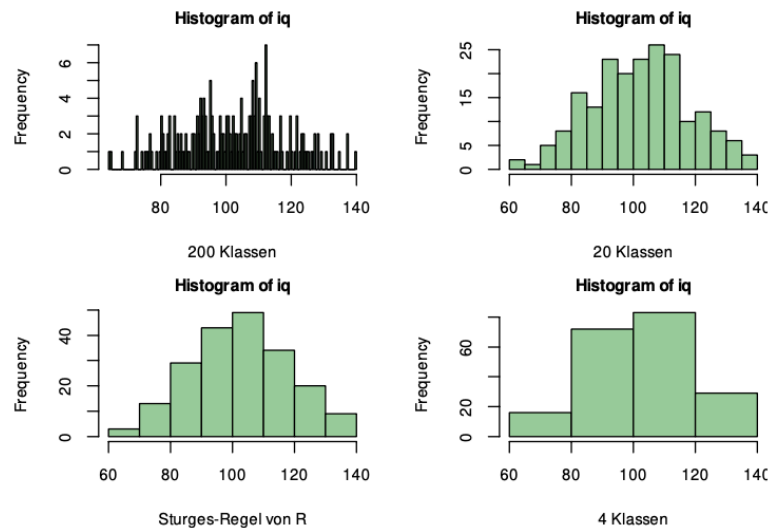 Histogram of iq
Frequency
0 2 4 6
80 100 120 140
200 Klassen
Histogram of iq
Frequency
0 5 15 25
60 80 100 120 140
20 Klassen
Histogram of iq
Frequency
0 20 40
60 80 100 120 140
Sturges-Regel von R
Histogram of iq
Frequency
0 20 60
60 80 100 120 140
4 Klassen